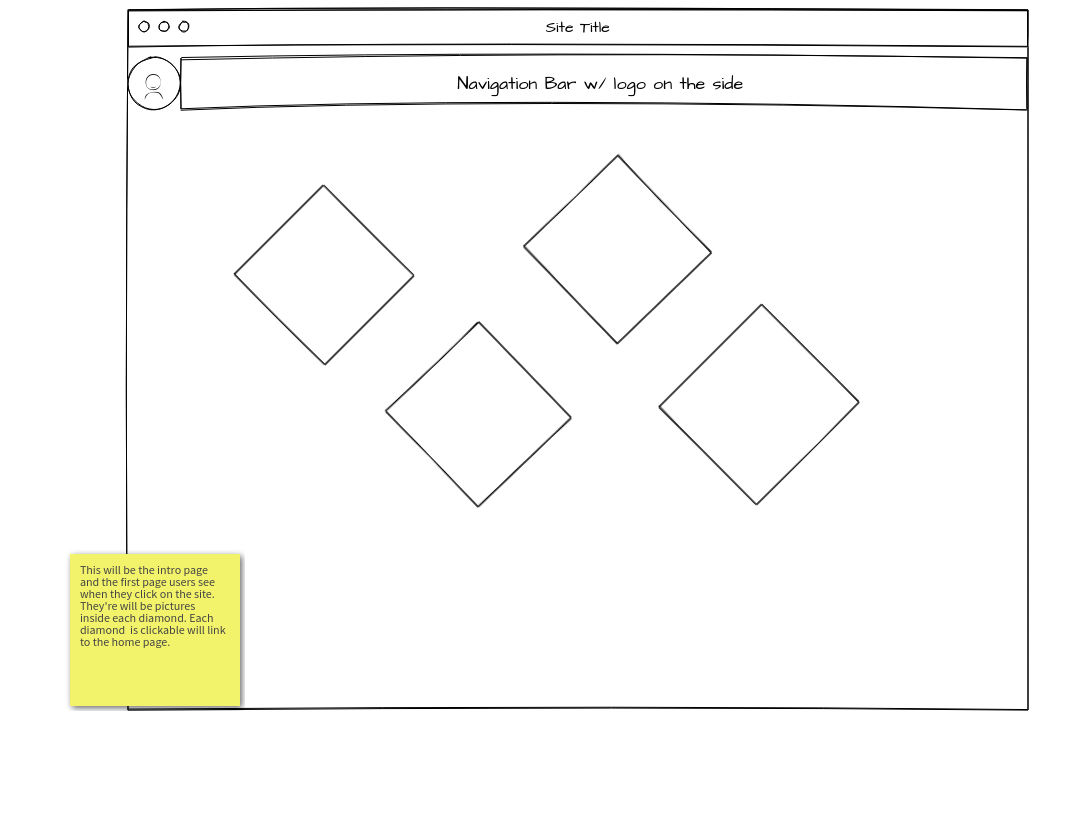 Site Title
Navigation Bar w/ logo on the side
This will be the intro page
and the first page users see
when they click on the site.
They're will be pictures
inside each diamond. Each
diamond  is clickable will link
to the home page.